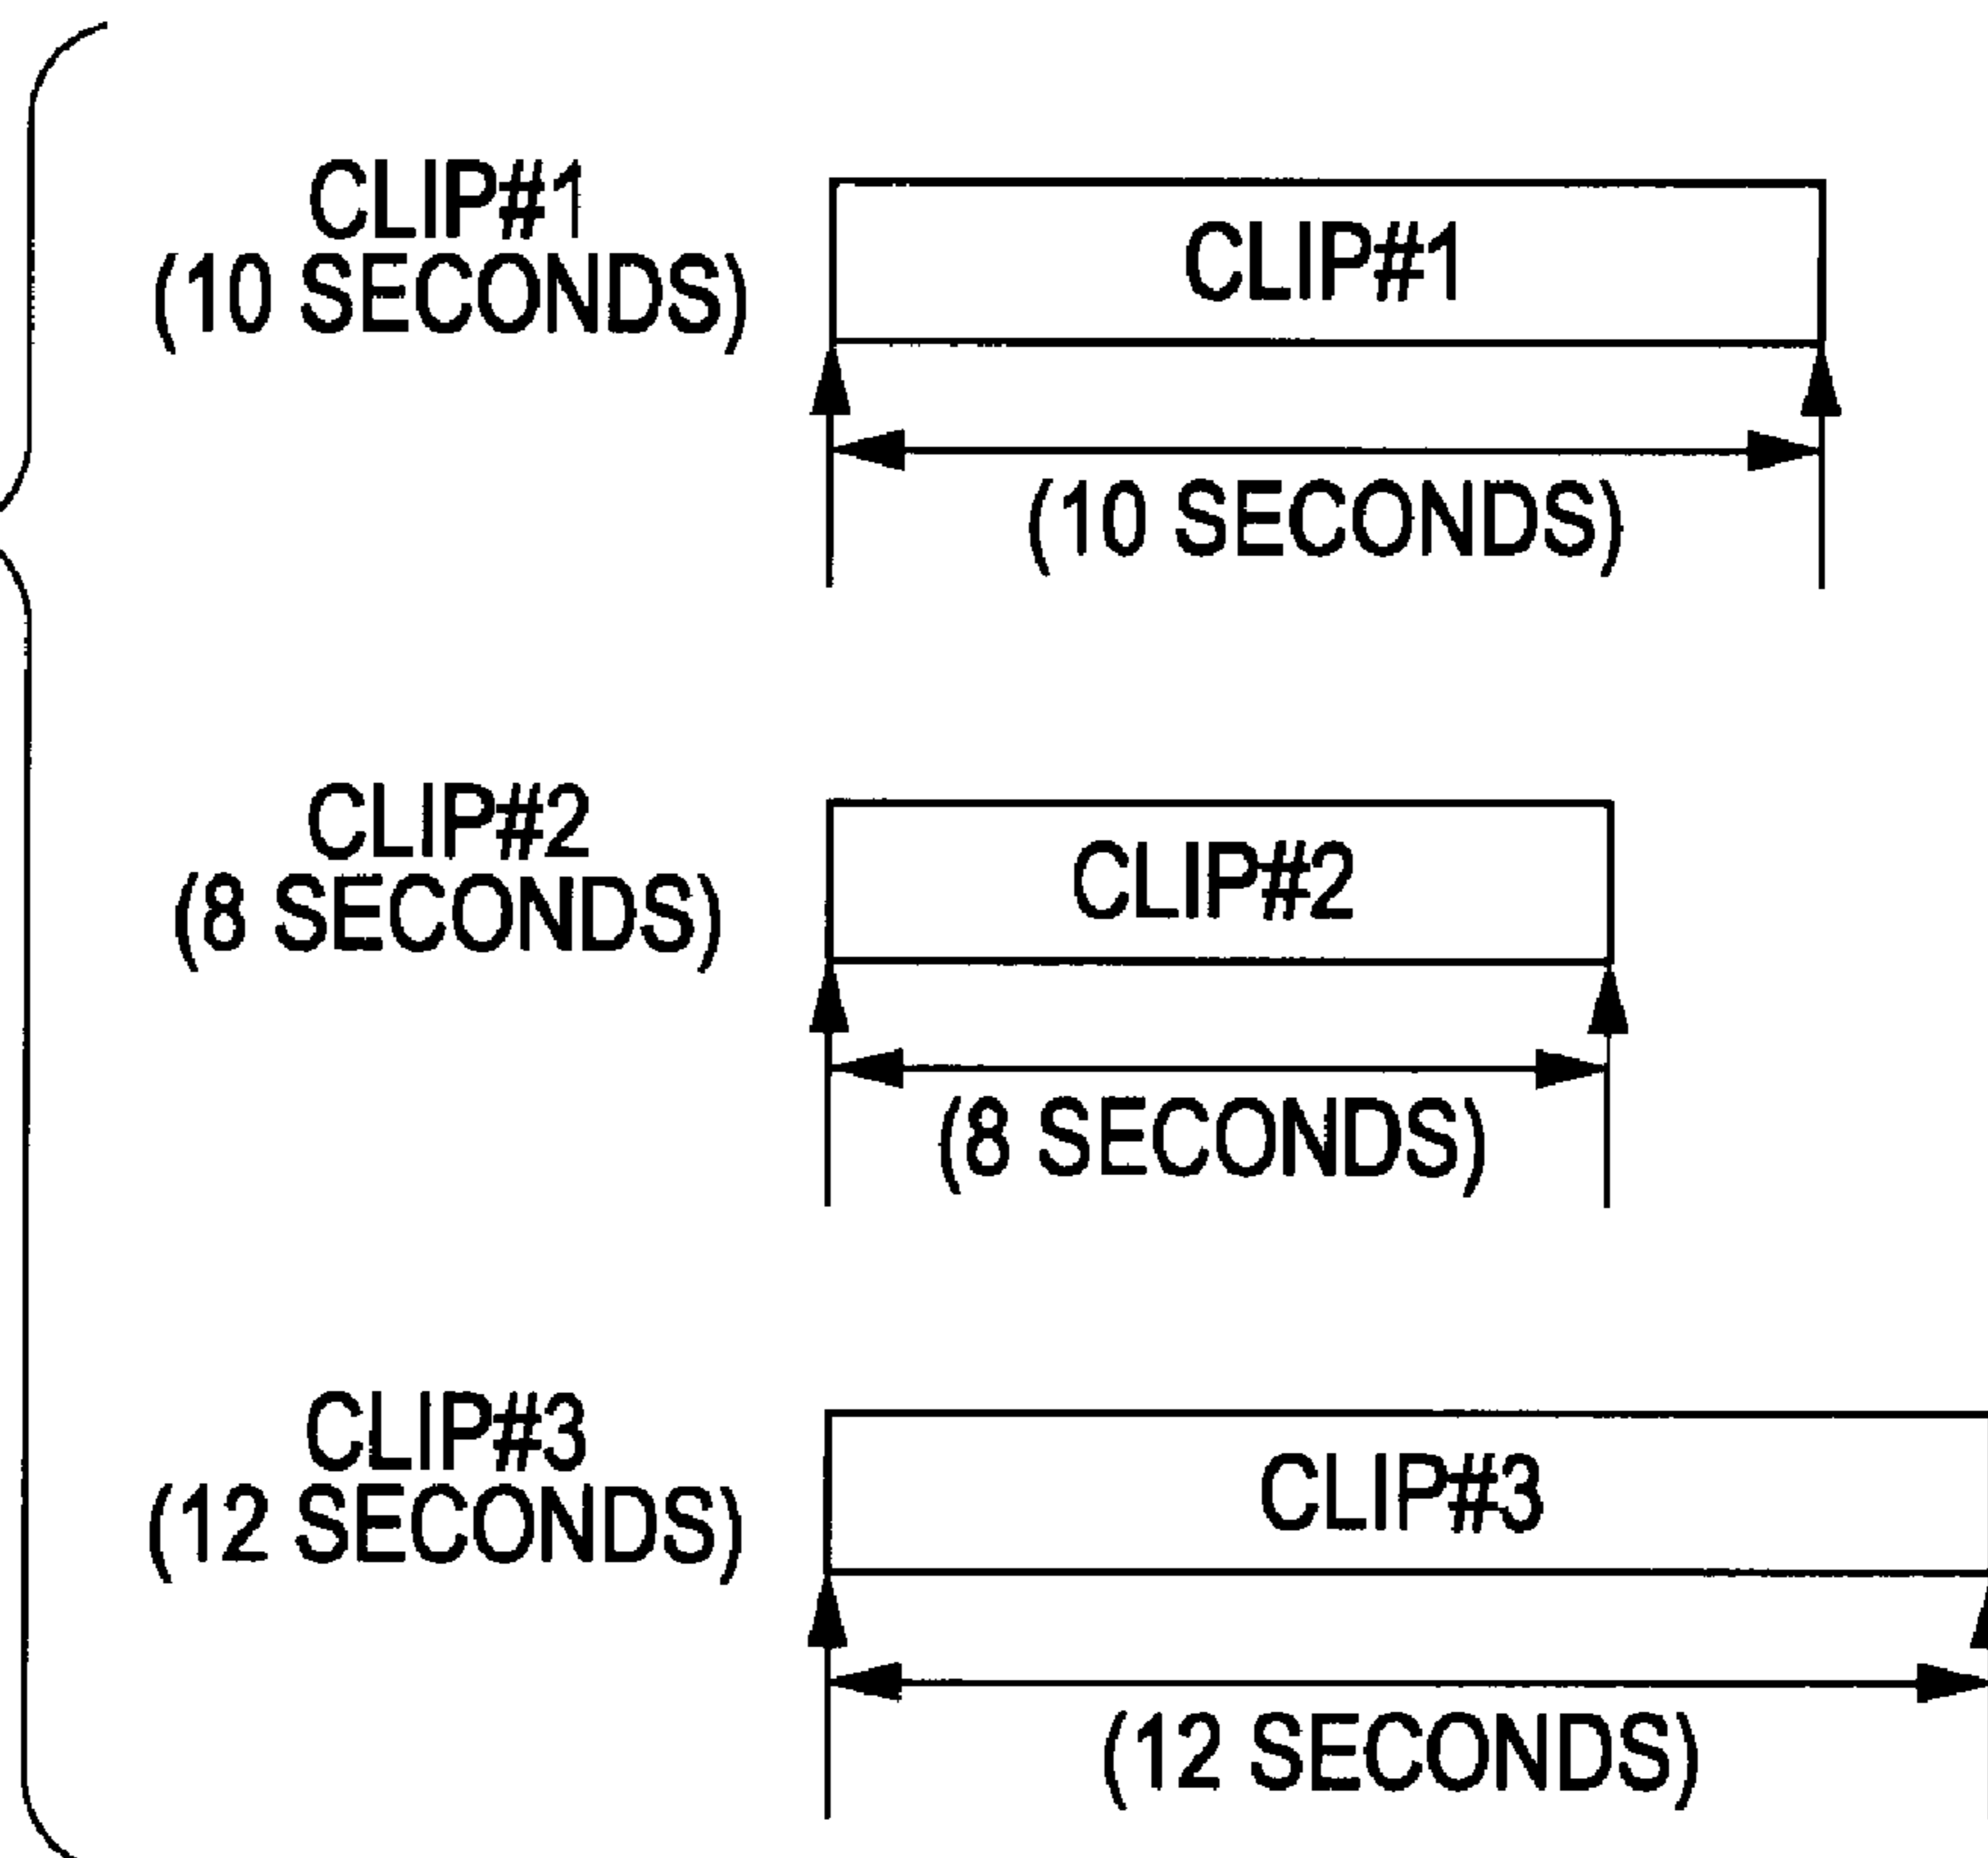 CLIP#1
(10 SECONDS)
CLIP#1
(10 SECONDS)
CLIP#2
(8 SECONDS)
CLIP#2
(8 SECONDS)
CLIP#3
(12 SECONDS)
CLIP#3
(12 SECONDS)